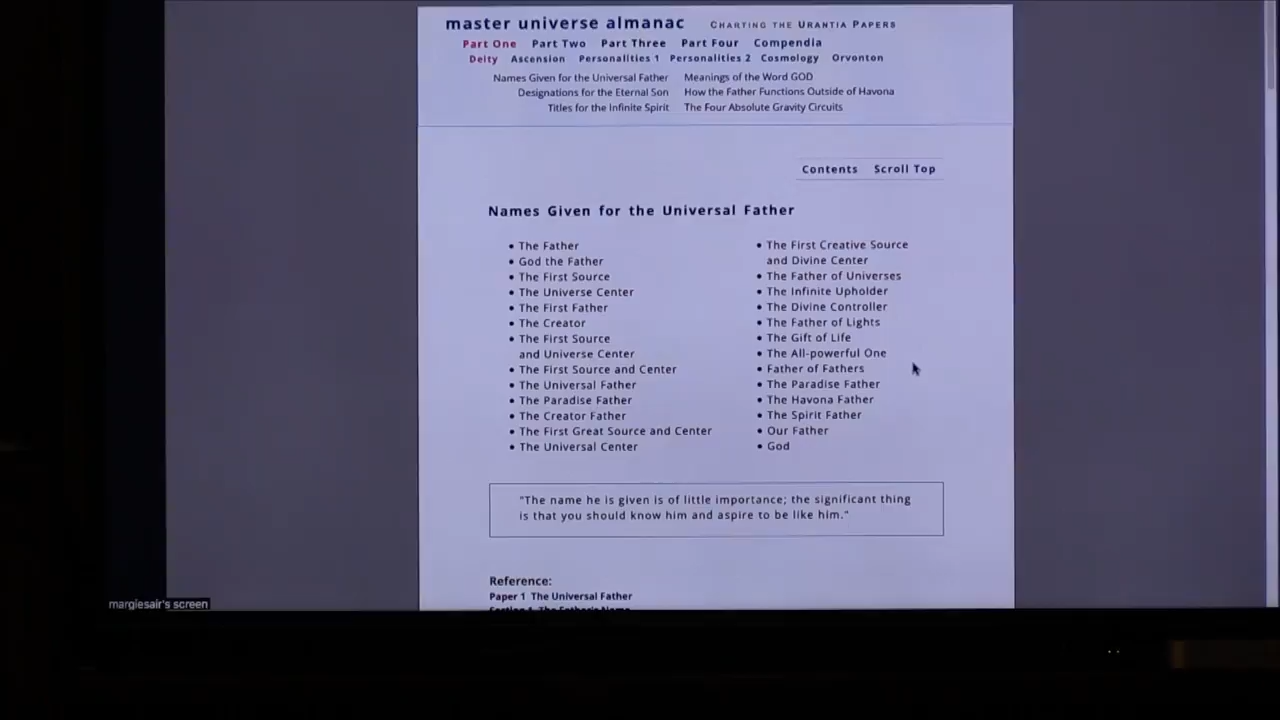 master universe almanac CHARTING THE URANTIA PAPERS
Part One Part Two Part Three Part Four Compendia
Deity Ascension Personalities 1 Personalities 2 Cosmology Orvonton
Names Given for the Universal Father Meanings of the Word GOD
Designations for the Eternal Son How the Father Functions Outside of Havona
Titles for the Infinite Spirit The Four Absolute Gravity Circuits
Contents Scroll Top
Names Given for the Universal Father
• The Father
• God the Father
• The First Source
• The Universe Center
• The First Father
• The Creator
• The First Source
and Universe Center
• The First Source and Center
• The Universal Father
• The Paradise Father
• The Creator Father
• The First Great Source and Center
• The Universal Center
• The First Creative Source
and Divine Center
• The Father of Universes
• The Infinite Upholder
• The Divine Controller
• The Father of Lights
• The Gift of Life
• The All-powerful One
• Father of Fathers
• The Paradise Father
• The Havona Father
• The Spirit Father
• Our Father
• God
"The name he is given is of little importance; the significant thing
is that you should know him and aspire to be like him."
Reference:
Paper 1 The Universal Father
Section 1 The Father's Name
margiesair's screen